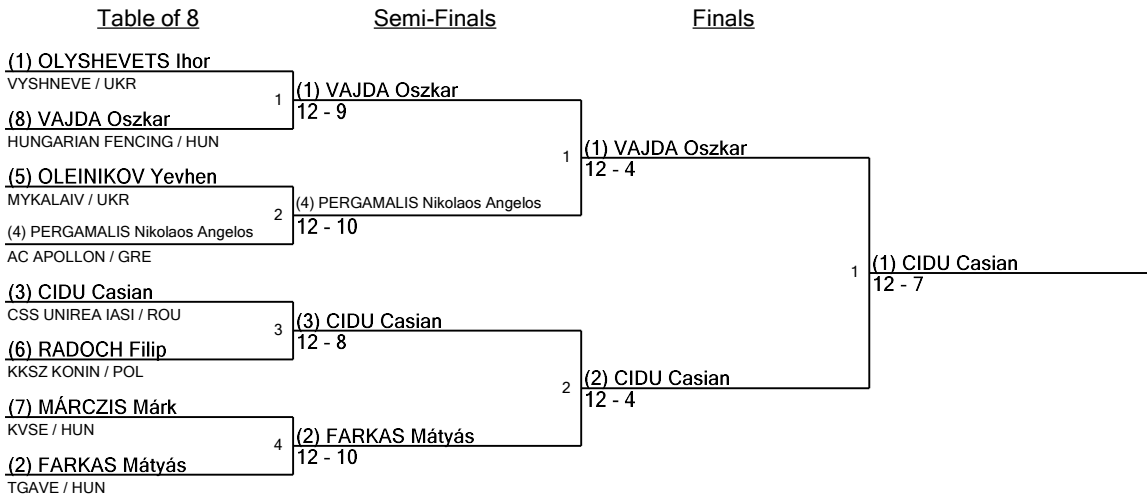 Table of 8
Semi-Finals
Finals
(1) OLYSHEVETS Ihor
VYSHNEVE / UKR
1
(8) VAJDA Oszkar
HUNGARIAN FENCING / HUN
(5) OLEINIKOV Yevhen
MYKALAIV / UKR
2
(4) PERGAMALIS Nikolaos Angelos
AC APOLLON / GRE
(3) CIDU Casian
CSS UNIREA IASI / ROU
3
(6) RADOCH Filip
KKSZ KONIN / POL
(7) MÁRCZIS Márk
KVSE / HUN
4
(2) FARKAS Mátyás
TGAVE / HUN
(1) VAJDA Oszkar
12 - 9
1
(4) PERGAMALIS Nikolaos Angelos
12 - 10
(3) CIDU Casian
12 - 8
2
(2) FARKAS Mátyás
12 - 10
(1) VAJDA Oszkar
12 - 4
1
(2) CIDU Casian
12 - 4
(1) CIDU Casian
12 - 7